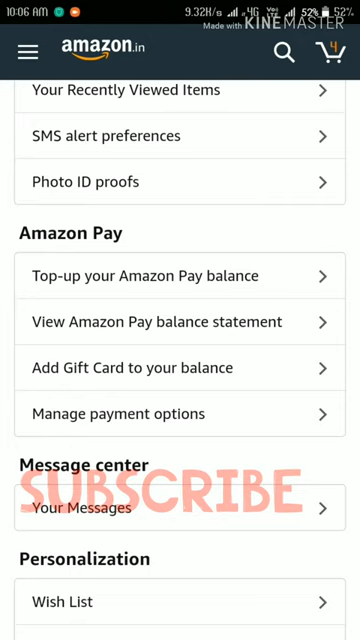 10:06 AM 9.32K/s 4G VoLTE 52% 52%
Made with KINEMASTER
amazon.in
4
Your Recently Viewed Items
SMS alert preferences
Photo ID proofs
Amazon Pay
Top-up your Amazon Pay balance
View Amazon Pay balance statement
Add Gift Card to your balance
Manage payment options
Message center
SUBSCRIBE
Your Messages
Personalization
Wish List